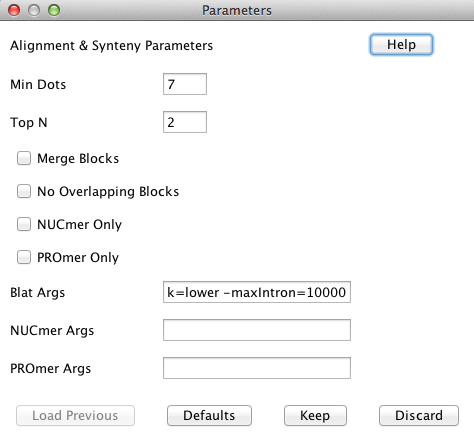 Parameters
Alignment & Synteny Parameters Help
Min Dots 7
Top N 2
Merge Blocks
No Overlapping Blocks
NUCmer Only
PROmer Only
Blat Args k=lower -maxIntron=10000
NUCmer Args
PROmer Args
Load Previous Defaults Keep Discard